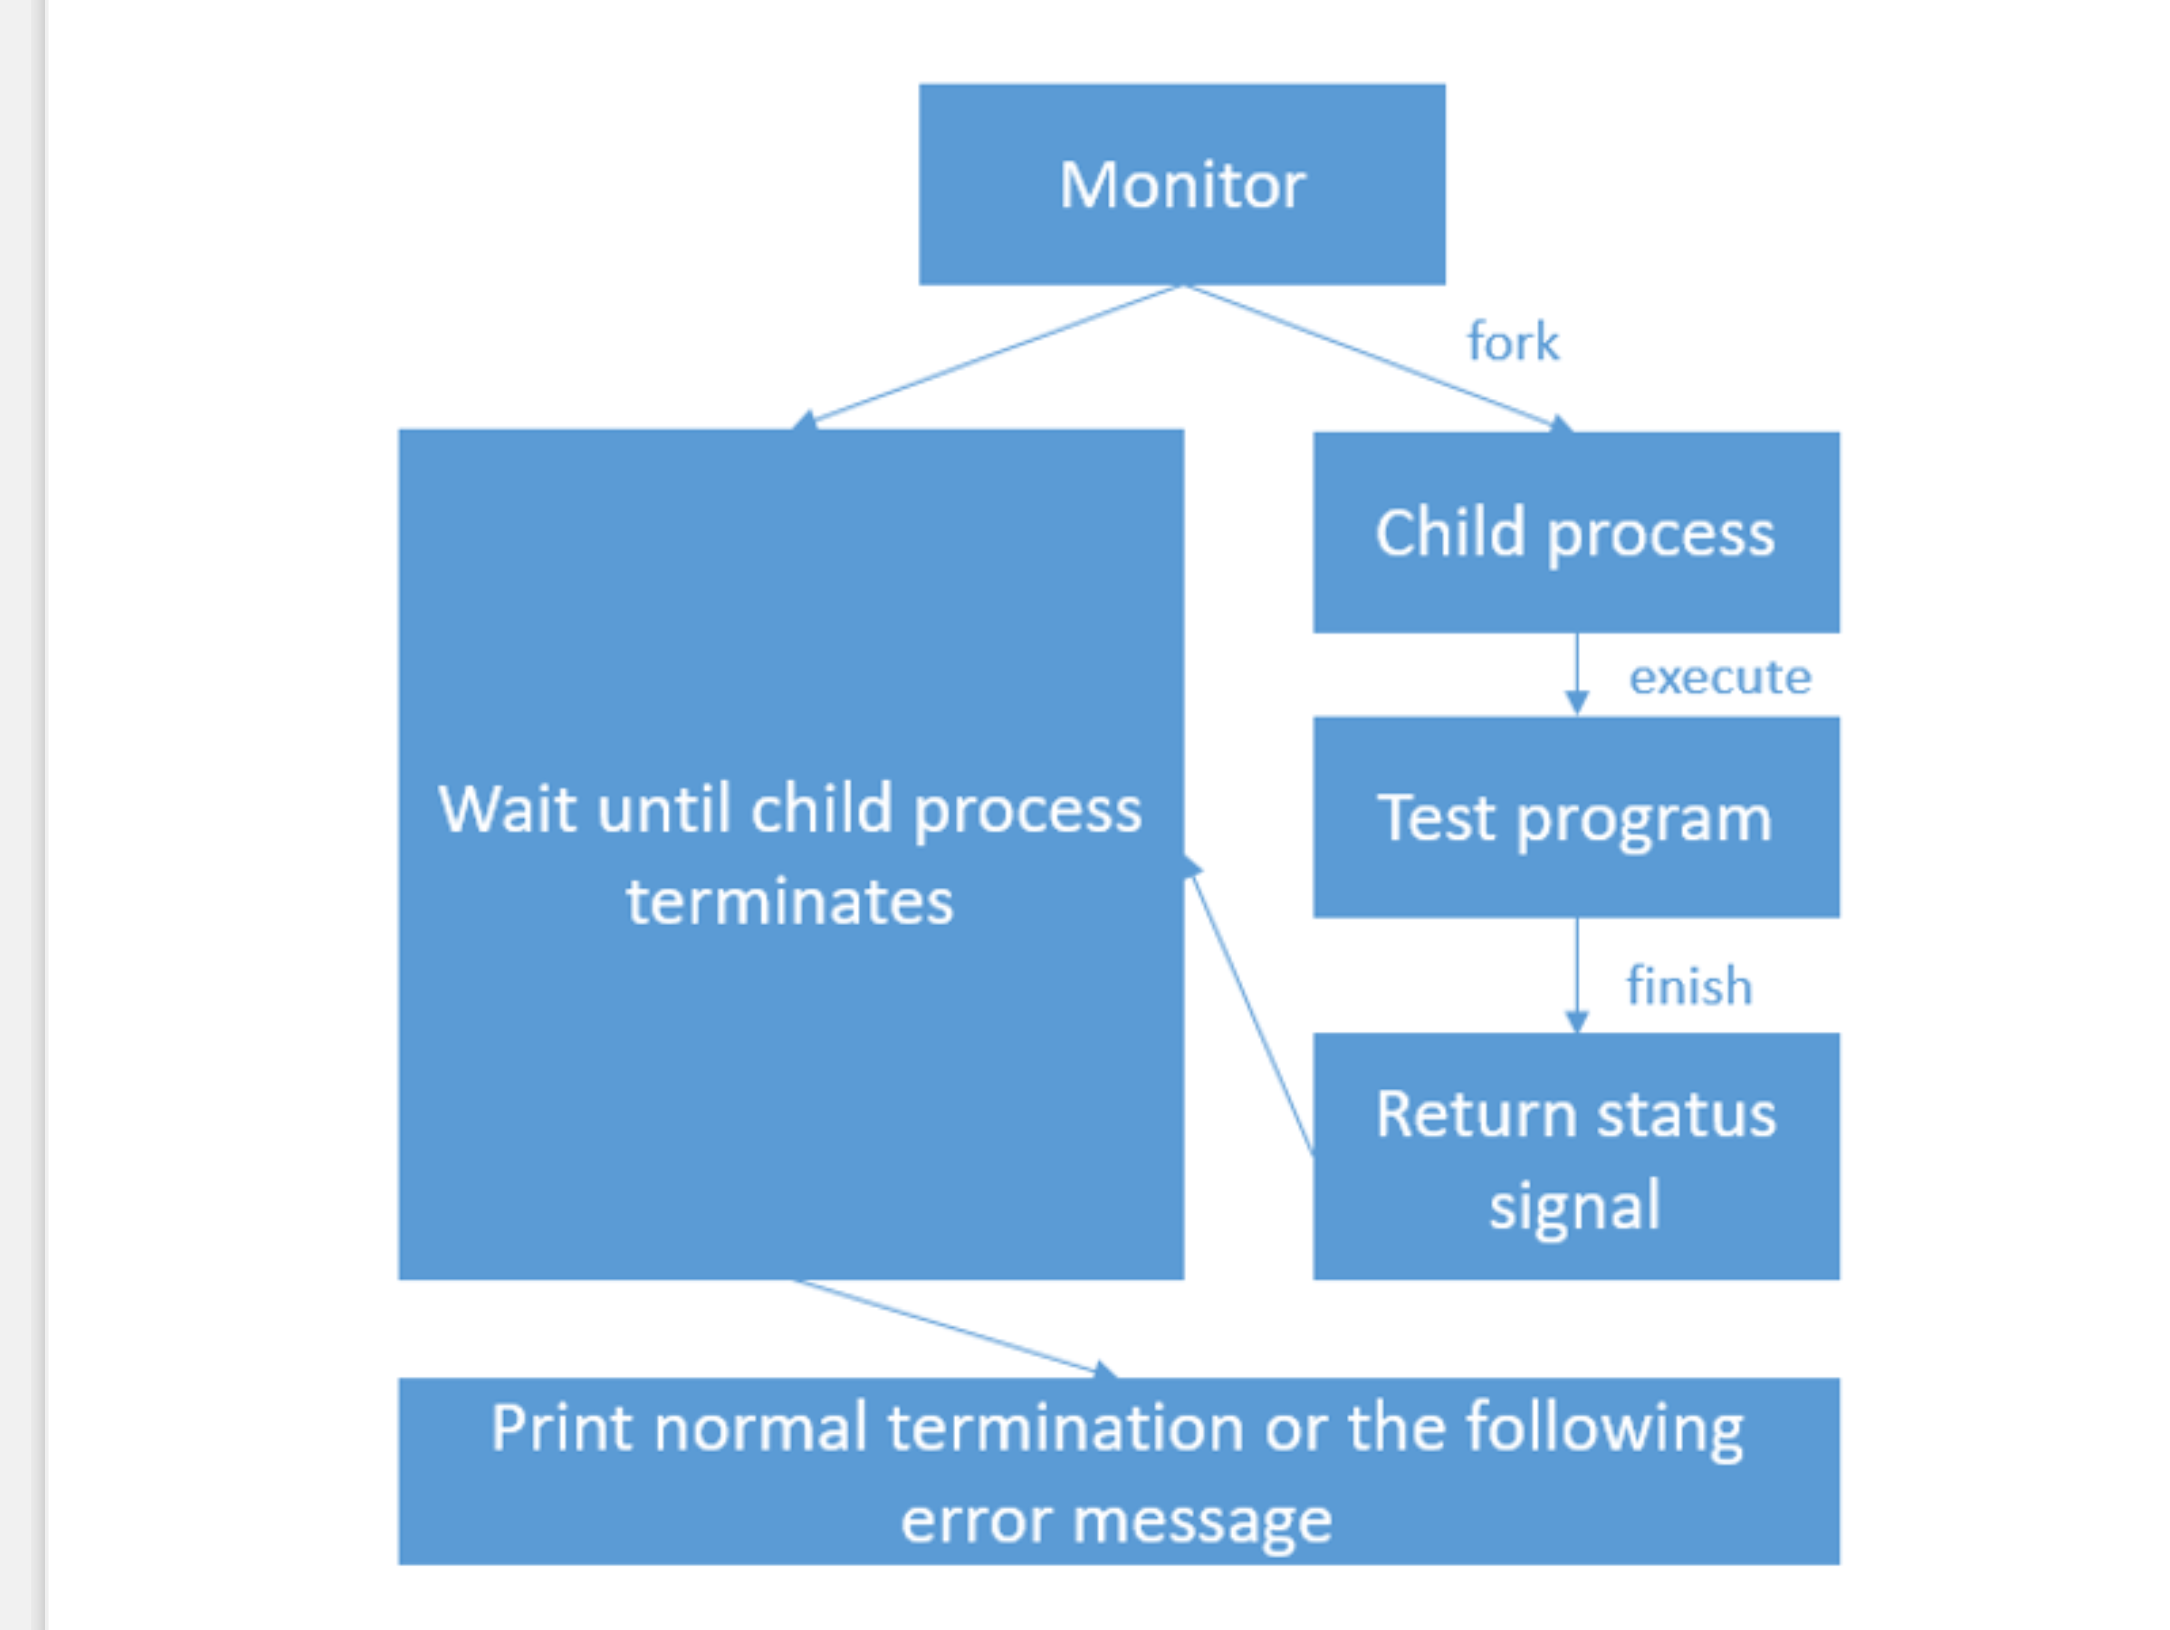 Monitor
fork
Child process
execute
Wait until child process
terminates
Test program
finish
Return status
signal
Print normal termination or the following
error message